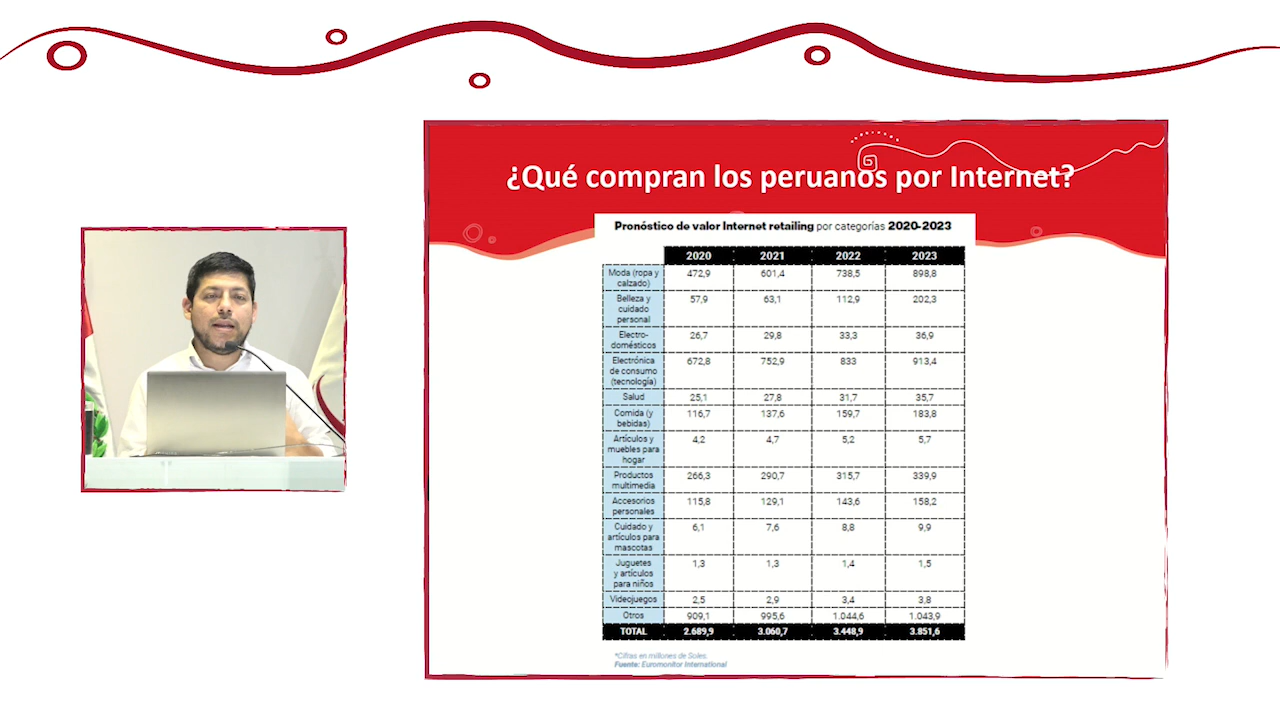 ¿Qué compran los peruanos por Internet?
Pronóstico de valor Internet retailing por categorías 2020-2023
2020 2021 2022 2023
Moda (ropa y
calzado)
472,9 601,4 738,5 898,8
Belleza y
cuidado
personal
57,9 63,1 112,9 202,3
Electro-
domésticos
26,7 29,8 33,3 36,9
Electrónica
de consumo
(tecnología)
672,8 752,9 833 913,4
Salud 25,1 27,8 31,7 35,7
Comida (y
bebidas)
116,7 137,6 159,7 183,8
Artículos y
muebles para
hogar
4,2 4,7 5,2 5,7
Productos
multimedia
266,3 290,7 315,7 339,9
Accesorios
personales
115,8 129,1 143,6 158,2
Cuidado y
artículos para
mascotas
6,1 7,6 8,8 9,9
Juguetes
y artículos
para niños
1,3 1,3 1,4 1,5
Videojuegos 2,5 2,9 3,4 3,8
Otros 909,1 995,6 1.044,6 1.043,9
TOTAL 2.689,9 3.060,7 3.448,9 3.851,6
*Cifras en millones de Soles.
Fuente: Euromonitor International